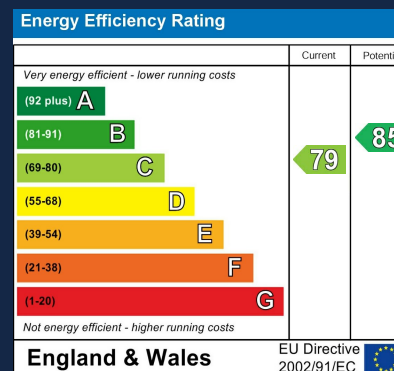 Energy Efficiency Rating
Current Potenti
Very energy efficient - lower running costs
(92 plus) A
(81-91) B
85
(69-80) C
79
(55-68) D
(39-54) E
(21-38) F
(1-20) G
Not energy efficient - higher running costs
England & Wales
EU Directive
2002/91/EC